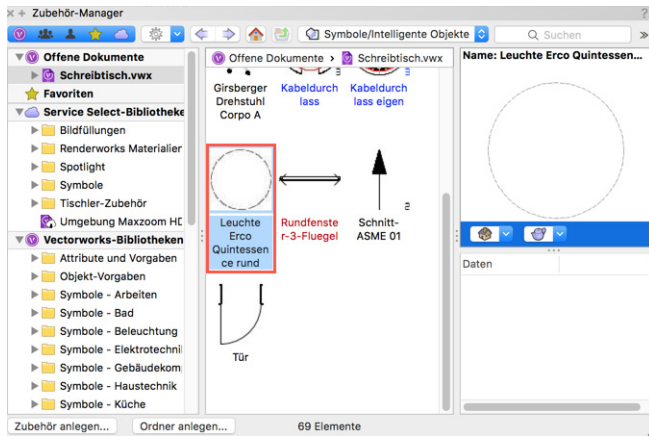 Zubehör-Manager
?
Symbole/Intelligente Objekte
Suchen
Offene Dokumente
Schreibtisch.vwx
Favoriten
Service Select-Bibliotheke
Bildfüllungen
Renderworks Materialier
Spotlight
Symbole
Tischler-Zubehör
Umgebung Maxzoom HD
Vectorworks-Bibliotheken
Attribute und Vorgaben
Objekt-Vorgaben
Symbole - Arbeiten
Symbole - Bad
Symbole - Beleuchtung
Symbole - Elektrotechnil
Symbole - Gebäudekom
Symbole - Haustechnik
Symbole - Küche
Offene Dokumente › Schreibtisch.vwx
Girsberger
Drehstuhl
Corpo A
Kabeldurch
lass
Kabeldurch
lass eigen
Leuchte
Erco
Quintessen
ce rund
Rundfenste
r-3-Fluegel
2
Schnitt-
ASME 01
Tür
Name: Leuchte Erco Quintessen...
Daten
Zubehör anlegen...
Ordner anlegen...
69 Elemente